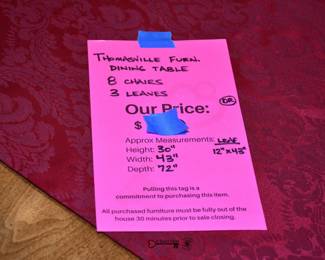 THOMASVILLE FURN.
DINING TABLE
8 CHAIRS
3 LEAVES
Our Price:
DR
$
Approx Measurements: LEAF
Height: 30" 12"x43"
Width: 43"
Depth: 72"
Pulling this tag is a
commitment to purchasing this item.
All purchased furniture must be fully out of the
house 30 minutes prior to sale closing.